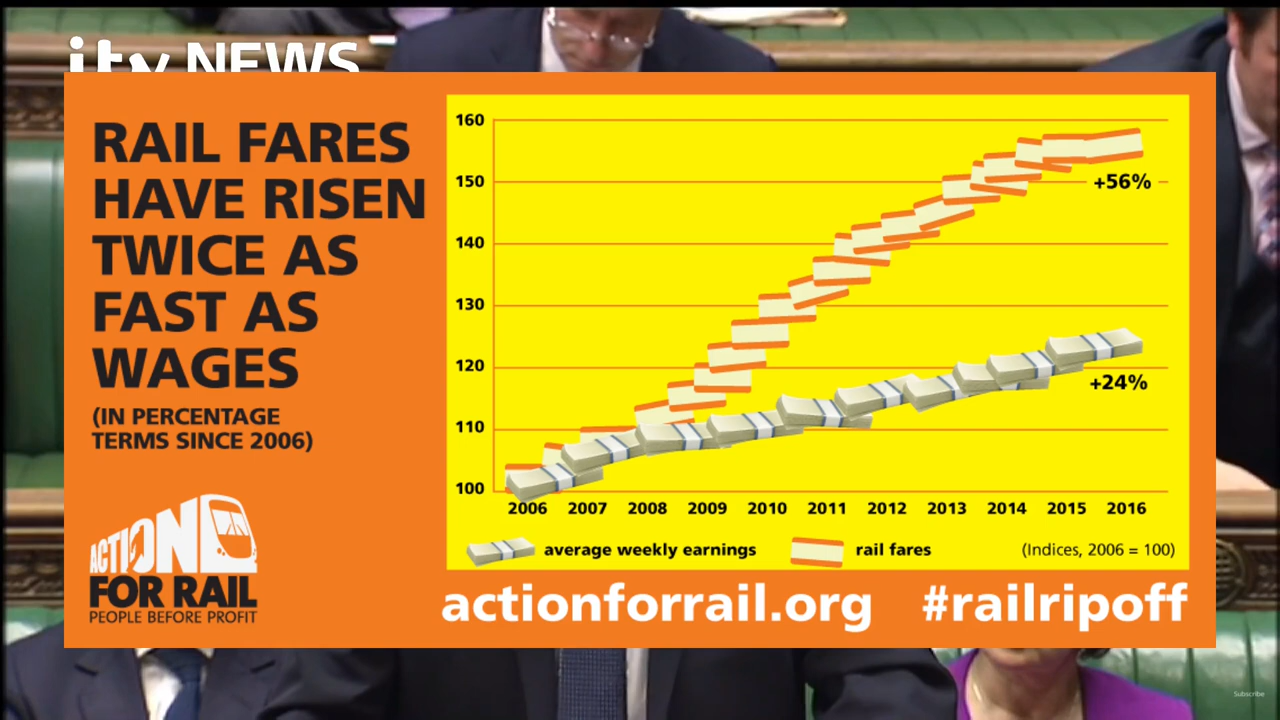 itv NEWS
RAIL FARES
HAVE RISEN
TWICE AS
FAST AS
WAGES
(IN PERCENTAGE
TERMS SINCE 2006)
ACTION
FOR RAIL
PEOPLE BEFORE PROFIT
160
150
140
130
120
110
100
+56%
+24%
2006 2007 2008 2009 2010 2011 2012 2013 2014 2015 2016
average weekly earnings rail fares (Indices, 2006 = 100)
actionforrail.org #railripoff
Subscribe